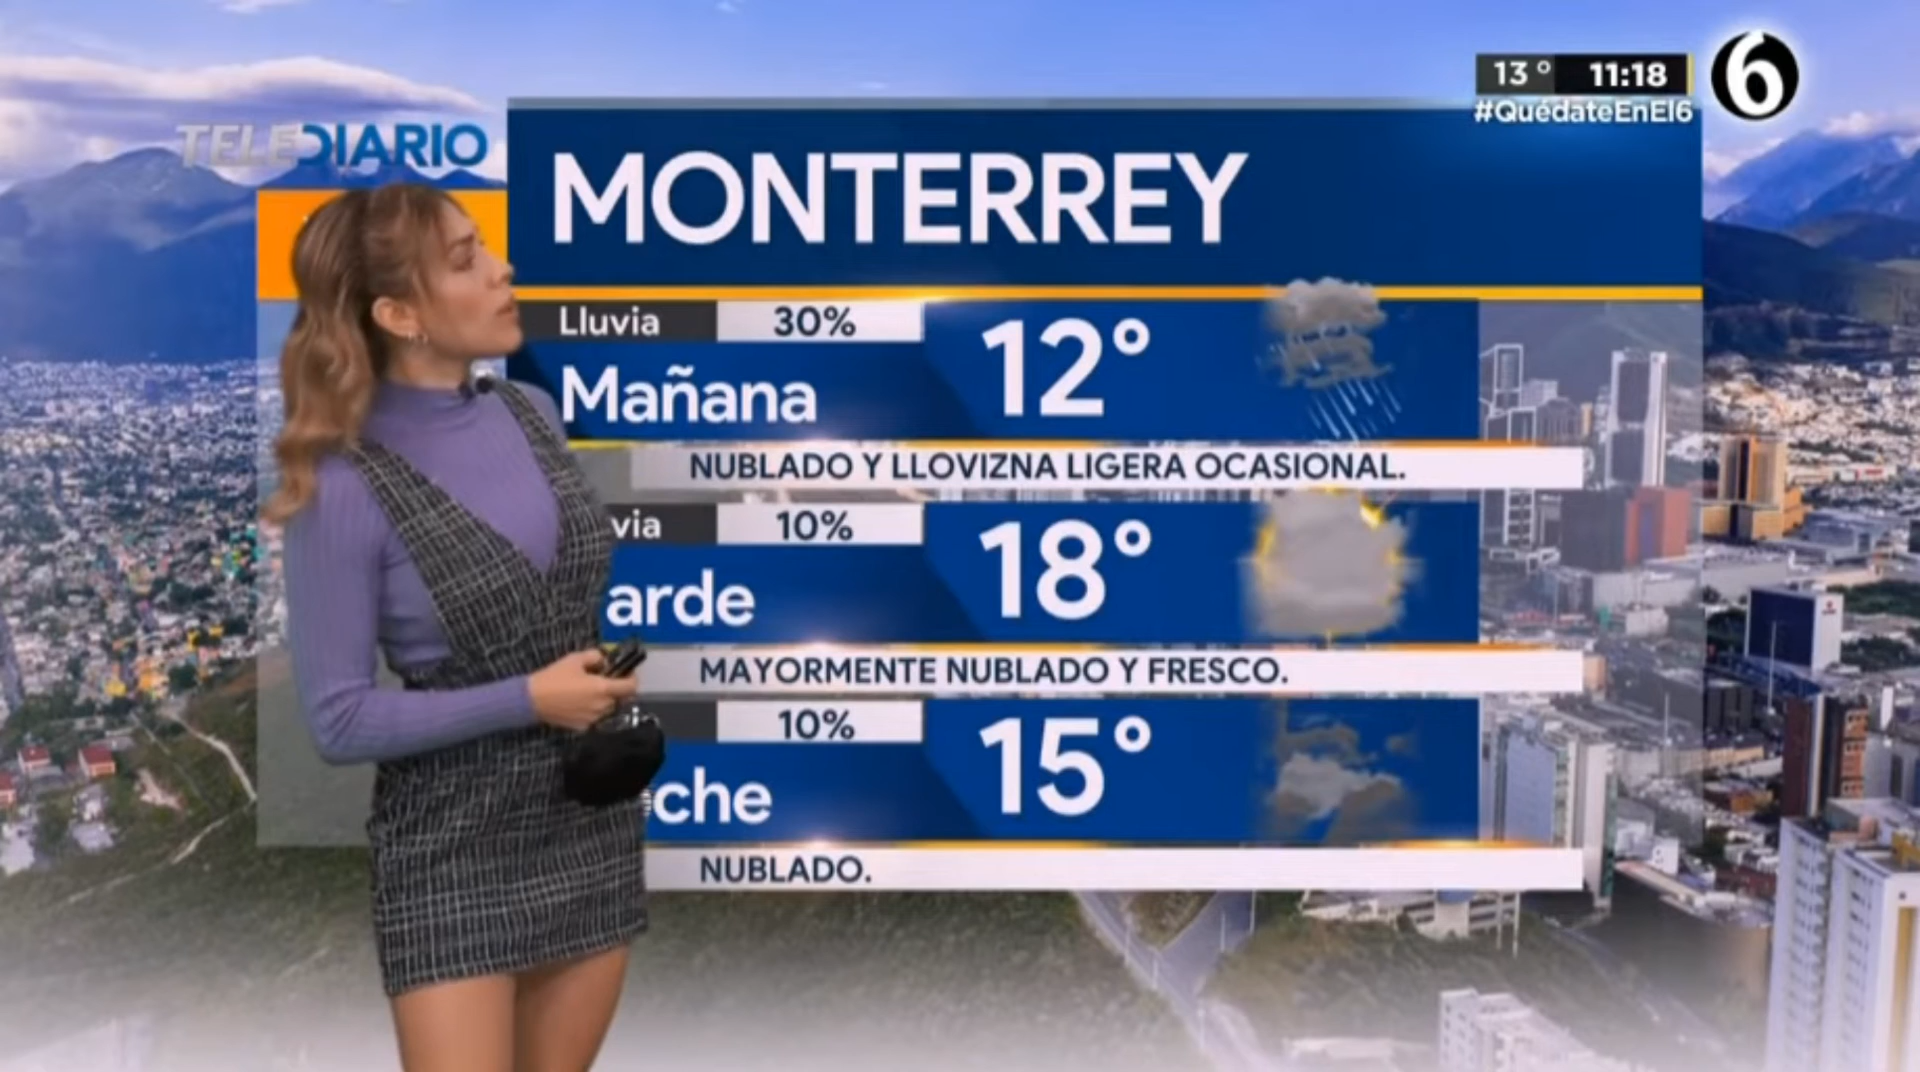 13° 11:18
6
#QuédateEnEl6
TELEDIARIO
MONTERREY
Lluvia 30%
Mañana 12°
NUBLADO Y LLOVIZNA LIGERA OCASIONAL.
via 10%
arde 18°
MAYORMENTE NUBLADO Y FRESCO.
10%
che 15°
NUBLADO.